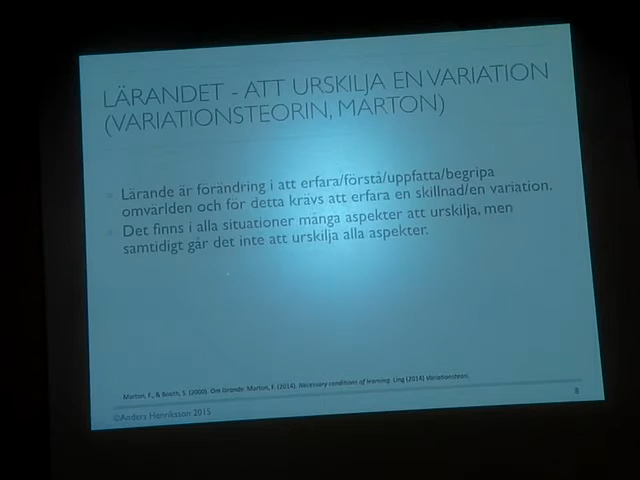 LÄRANDET - ATT URSKILJA EN VARIATION
(VARIATIONSTEORIN, MARTON)
Lärande är förändring i att erfara/förstå/uppfatta/begripa
omvärlden och för detta krävs att erfara en skillnad/en variation.
Det finns i alla situationer många aspekter att urskilja, men
samtidigt går det inte att urskilja alla aspekter.
Marton, F., & Booth, S. (2000). Om lärande. Marton, F. (2014). Necessary conditions of learning. Ling (2014) Variationsteori.
8
©Anders Henriksson 2015